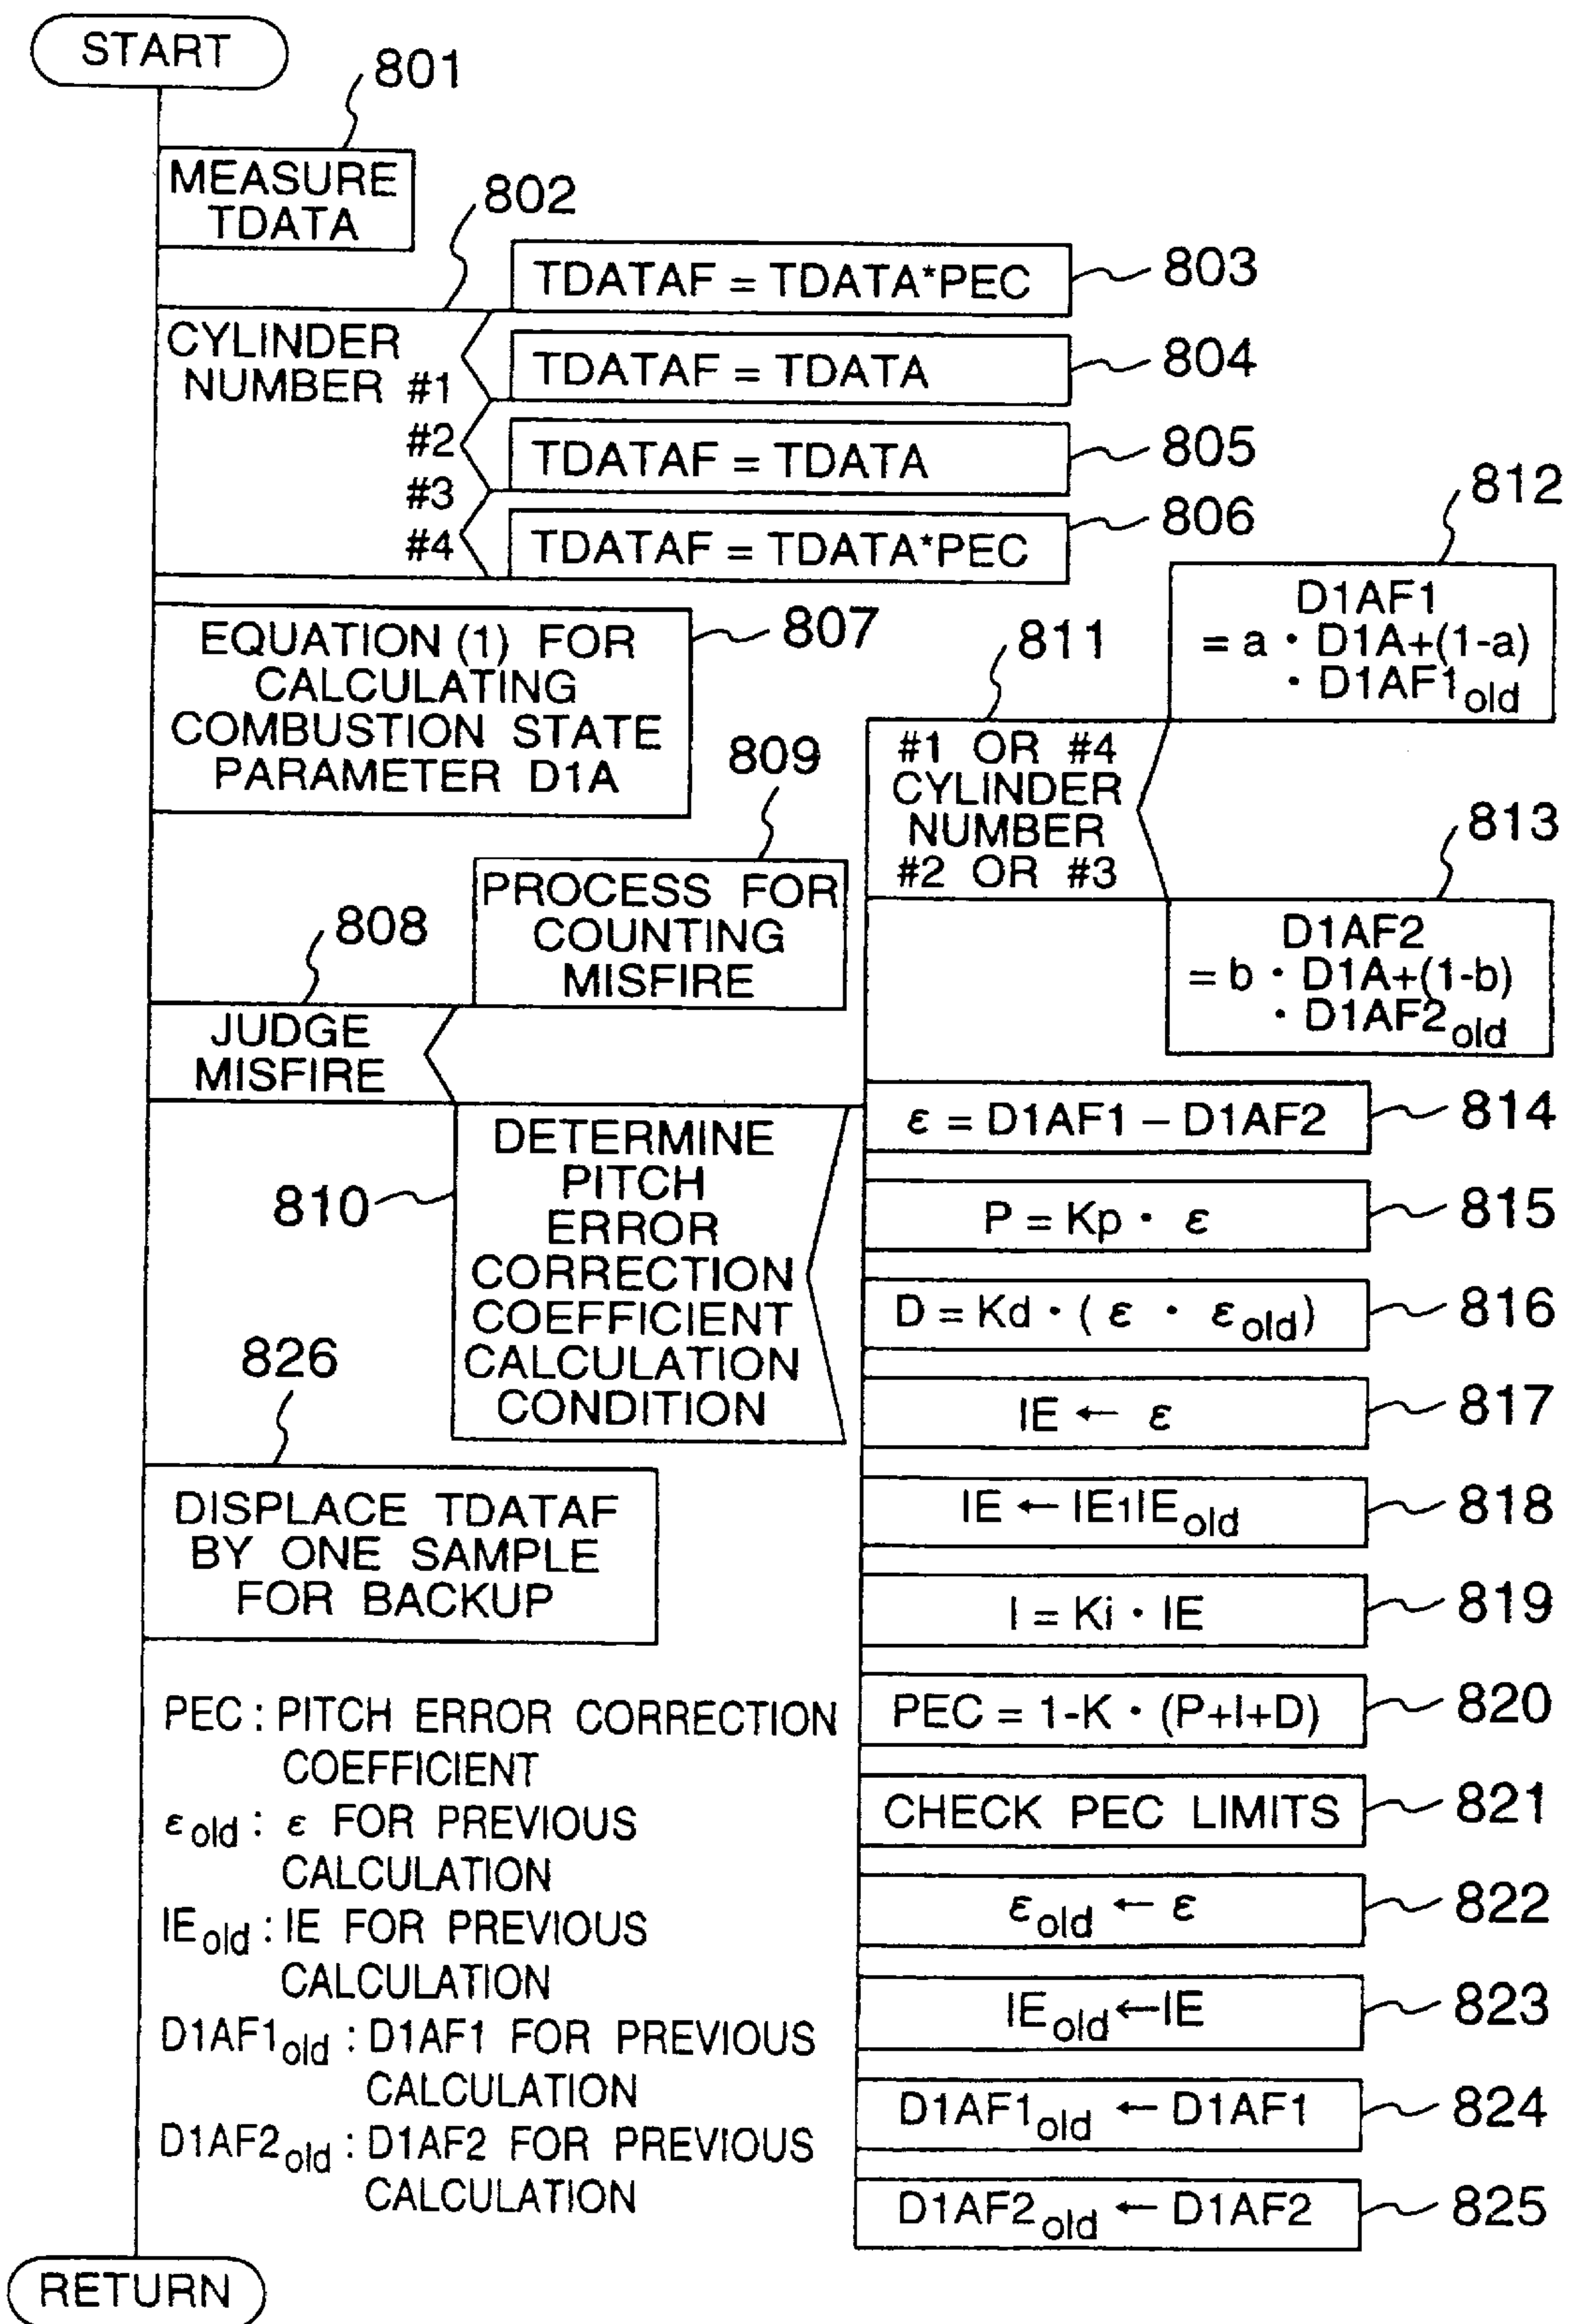 START
801
MEASURE
TDATA
802
TDATAF = TDATA*PEC
803
CYLINDER
NUMBER #1
#2
#3
#4
TDATAF = TDATA
804
TDATAF = TDATA
805
TDATAF = TDATA*PEC
806
EQUATION (1) FOR
CALCULATING
COMBUSTION STATE
PARAMETER D1A
807
808
JUDGE
MISFIRE
809
PROCESS FOR
COUNTING
MISFIRE
810
DETERMINE
PITCH
ERROR
CORRECTION
COEFFICIENT
CALCULATION
CONDITION
811
#1 OR #4
CYLINDER
NUMBER
#2 OR #3
812
D1AF1
= a · D1A+(1-a)
· D1AF1old
813
D1AF2
= b · D1A+(1-b)
· D1AF2old
ε = D1AF1 – D1AF2
814
P = Kp · ε
815
D = Kd · ( ε · εold)
816
IE ← ε
817
IE ← IE1IEold
818
I = Ki · IE
819
PEC = 1-K · (P+I+D)
820
CHECK PEC LIMITS
821
εold ← ε
822
IEold ← IE
823
D1AF1old ← D1AF1
824
D1AF2old ← D1AF2
825
826
DISPLACE TDATAF
BY ONE SAMPLE
FOR BACKUP
PEC : PITCH ERROR CORRECTION
COEFFICIENT
εold : ε FOR PREVIOUS
CALCULATION
IEold : IE FOR PREVIOUS
CALCULATION
D1AF1old : D1AF1 FOR PREVIOUS
CALCULATION
D1AF2old : D1AF2 FOR PREVIOUS
CALCULATION
RETURN